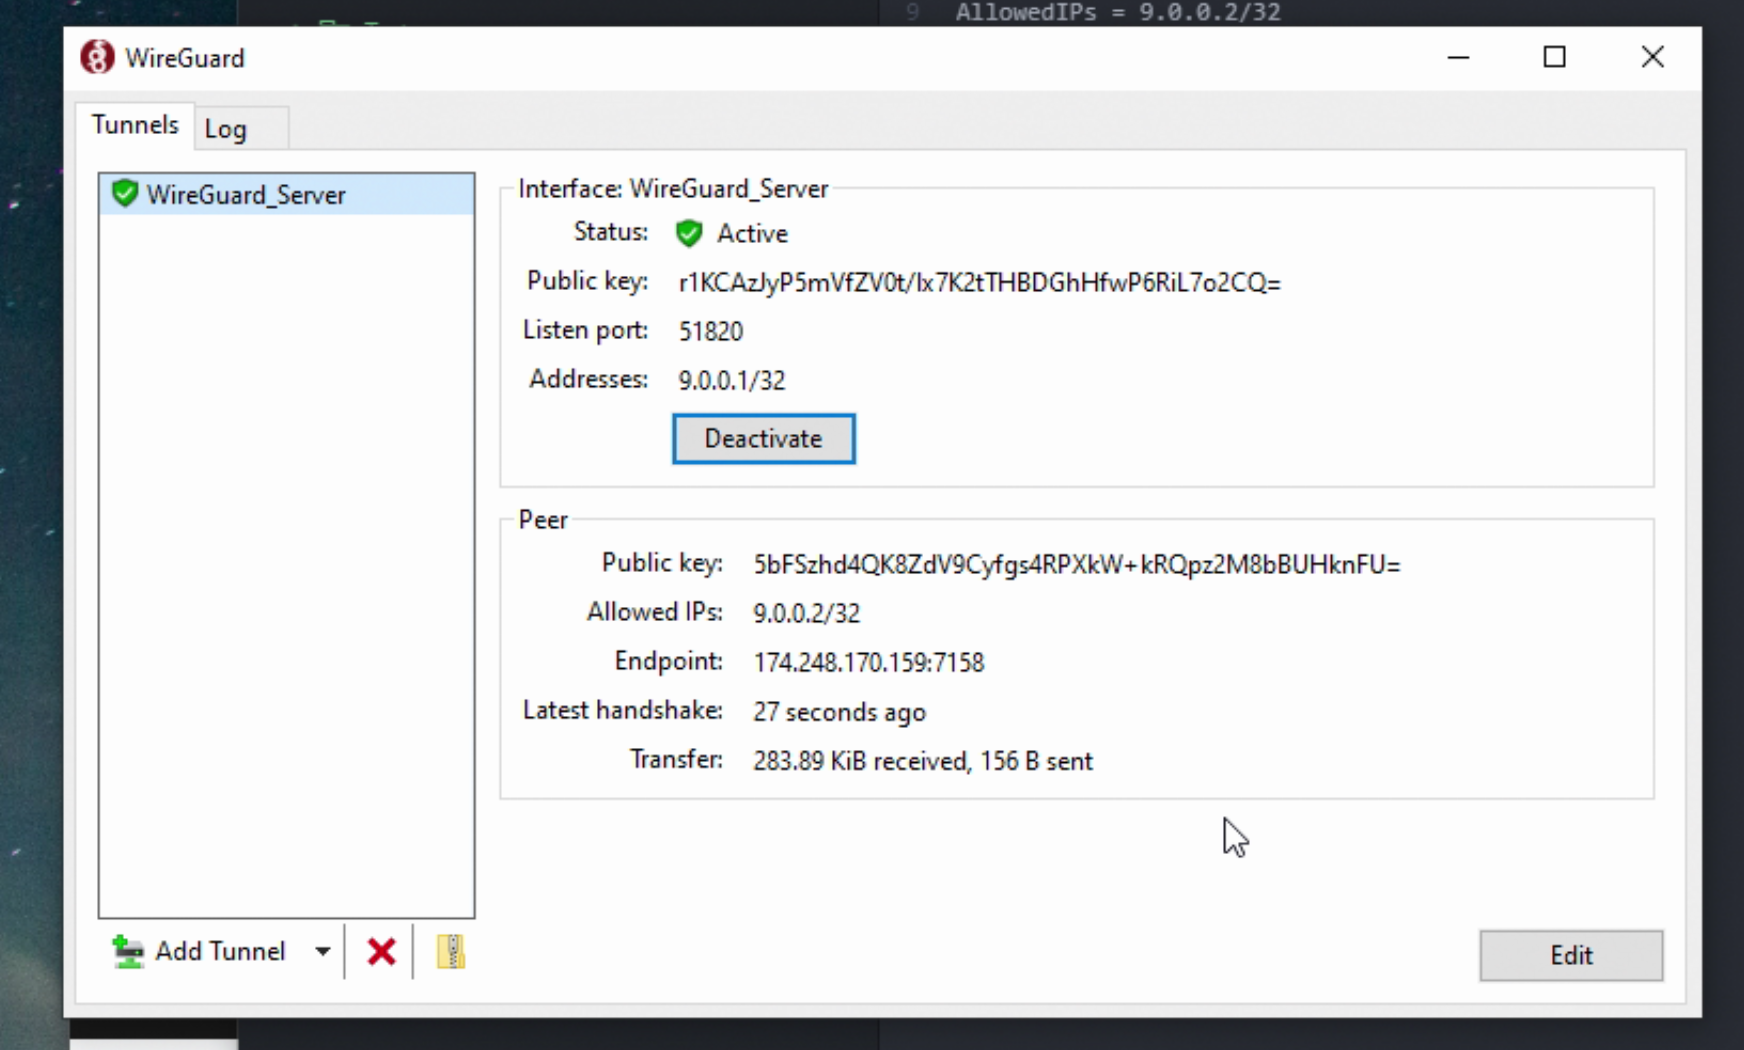 9 AllowedIPs = 9.0.0.2/32
WireGuard
Tunnels Log
WireGuard_Server
Interface: WireGuard_Server
Status: Active
Public key: r1KCAzJyP5mVfZV0t/Ix7K2tTHBDGhHfwP6RiL7o2CQ=
Listen port: 51820
Addresses: 9.0.0.1/32
Deactivate
Peer
Public key: 5bFSzhd4QK8ZdV9Cyfgs4RPXkW+kRQpz2M8bBUHknFU=
Allowed IPs: 9.0.0.2/32
Endpoint: 174.248.170.159:7158
Latest handshake: 27 seconds ago
Transfer: 283.89 KiB received, 156 B sent
Add Tunnel
Edit